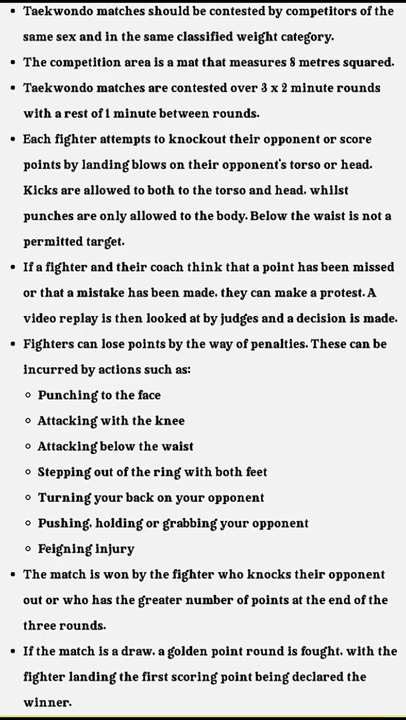 • Taekwondo matches should be contested by competitors of the
same sex and in the same classified weight category.
• The competition area is a mat that measures 8 metres squared.
• Taekwondo matches are contested over 3 x 2 minute rounds
with a rest of 1 minute between rounds.
• Each fighter attempts to knockout their opponent or score
points by landing blows on their opponent's torso or head.
Kicks are allowed to both to the torso and head, whilst
punches are only allowed to the body. Below the waist is not a
permitted target.
• If a fighter and their coach think that a point has been missed
or that a mistake has been made, they can make a protest. A
video replay is then looked at by judges and a decision is made.
• Fighters can lose points by the way of penalties. These can be
incurred by actions such as:
○ Punching to the face
○ Attacking with the knee
○ Attacking below the waist
○ Stepping out of the ring with both feet
○ Turning your back on your opponent
○ Pushing, holding or grabbing your opponent
○ Feigning injury
• The match is won by the fighter who knocks their opponent
out or who has the greater number of points at the end of the
three rounds.
• If the match is a draw, a golden point round is fought, with the
fighter landing the first scoring point being declared the
winner.